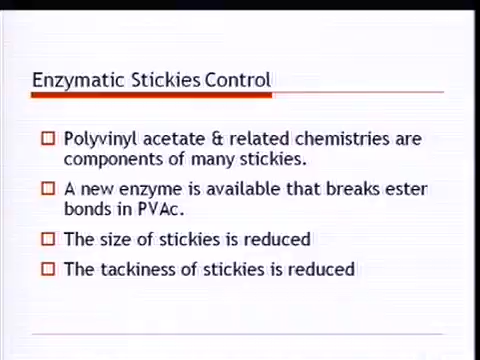 Enzymatic Stickies Control
Polyvinyl acetate & related chemistries are
components of many stickies.
A new enzyme is available that breaks ester
bonds in PVAc.
The size of stickies is reduced
The tackiness of stickies is reduced